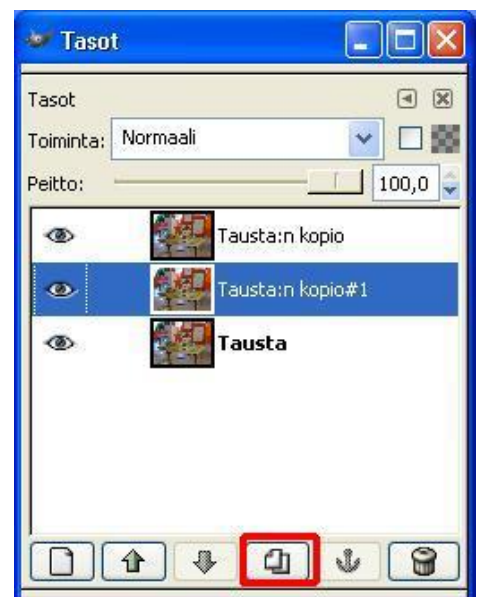 Tasot
Tasot
Toiminta: Normaali
Peitto: 100,0
Tausta:n kopio
Tausta:n kopio#1
Tausta